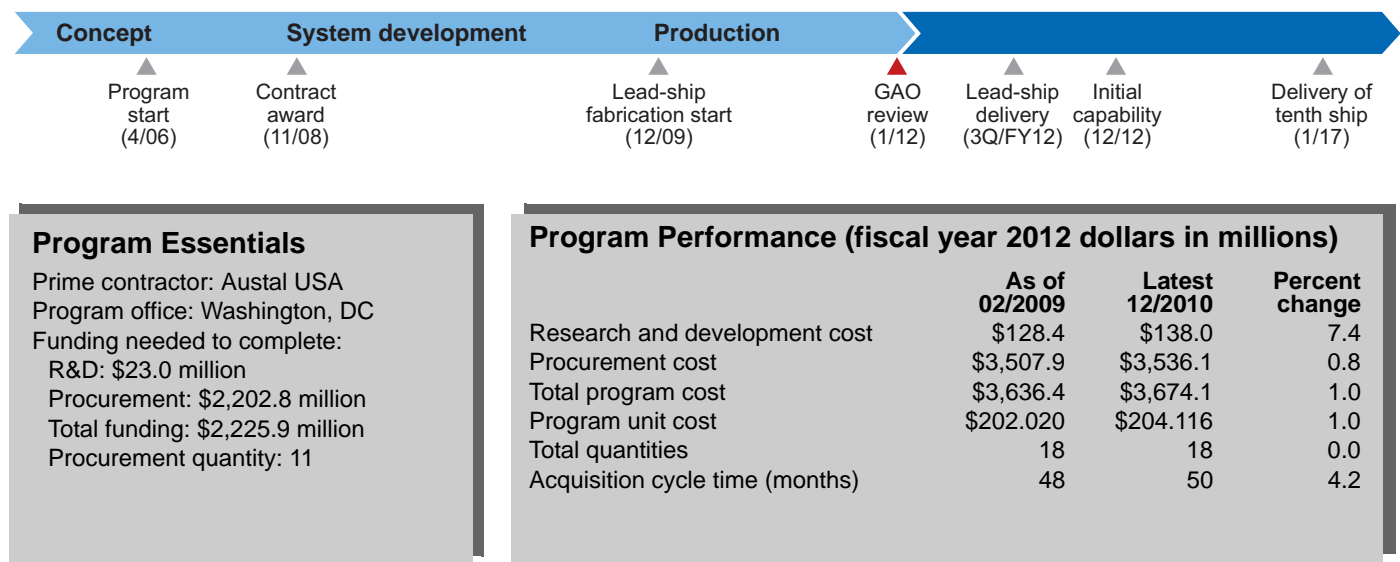 Concept System development Production
Program start (4/06)
Contract award (11/08)
Lead-ship fabrication start (12/09)
GAO review (1/12)
Lead-ship delivery (3Q/FY12)
Initial capability (12/12)
Delivery of tenth ship (1/17)
Program Essentials
Prime contractor: Austal USA
Program office: Washington, DC
Funding needed to complete:
R&D: $23.0 million
Procurement: $2,202.8 million
Total funding: $2,225.9 million
Procurement quantity: 11
Program Performance (fiscal year 2012 dollars in millions)
As of Latest Percent
02/2009 12/2010 change
Research and development cost $128.4 $138.0 7.4
Procurement cost $3,507.9 $3,536.1 0.8
Total program cost $3,636.4 $3,674.1 1.0
Program unit cost $202.020 $204.116 1.0
Total quantities 18 18 0.0
Acquisition cycle time (months) 48 50 4.2